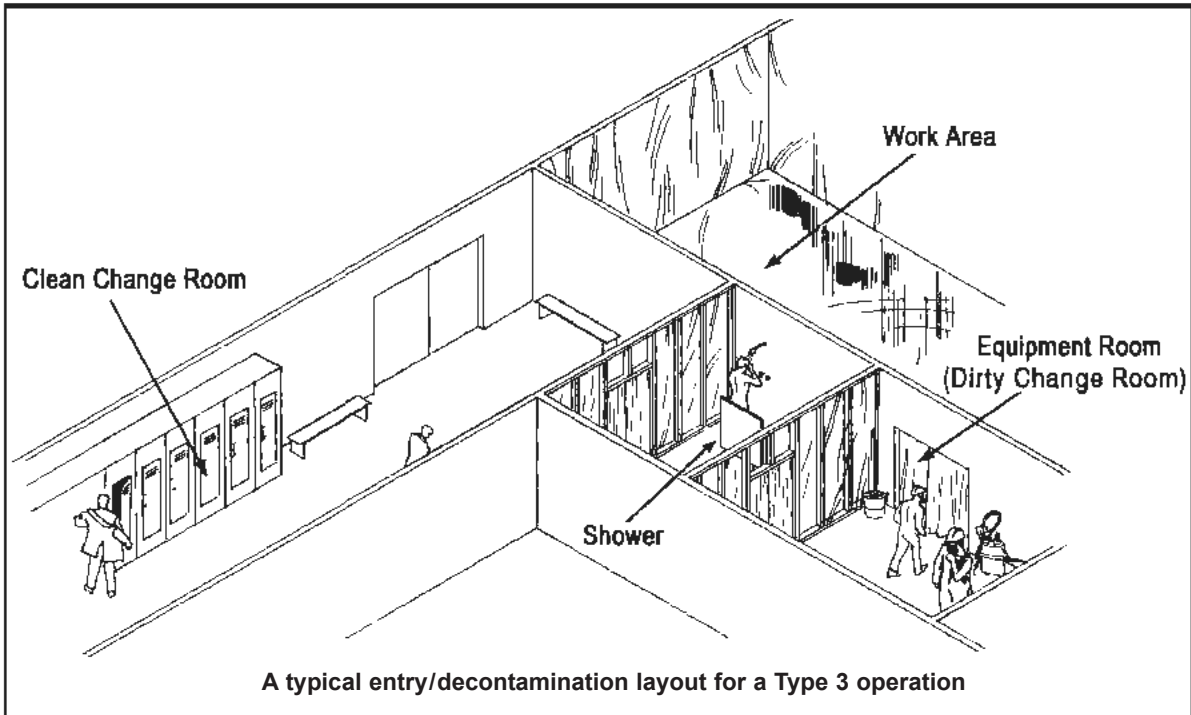 Work Area
Clean Change Room
Equipment Room
(Dirty Change Room)
Shower
A typical entry/decontamination layout for a Type 3 operation